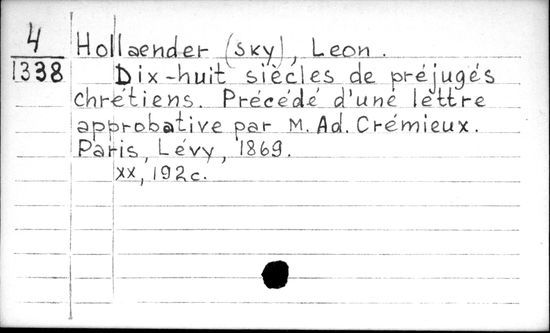 4
1338
Hollaender (sky), Leon.
Dix-huit siècles de préjugés
chrétiens. Précédé d'une lettre
approbative par M. Ad. Crémieux.
Paris, Lévy, 1869.
xx, 192c.